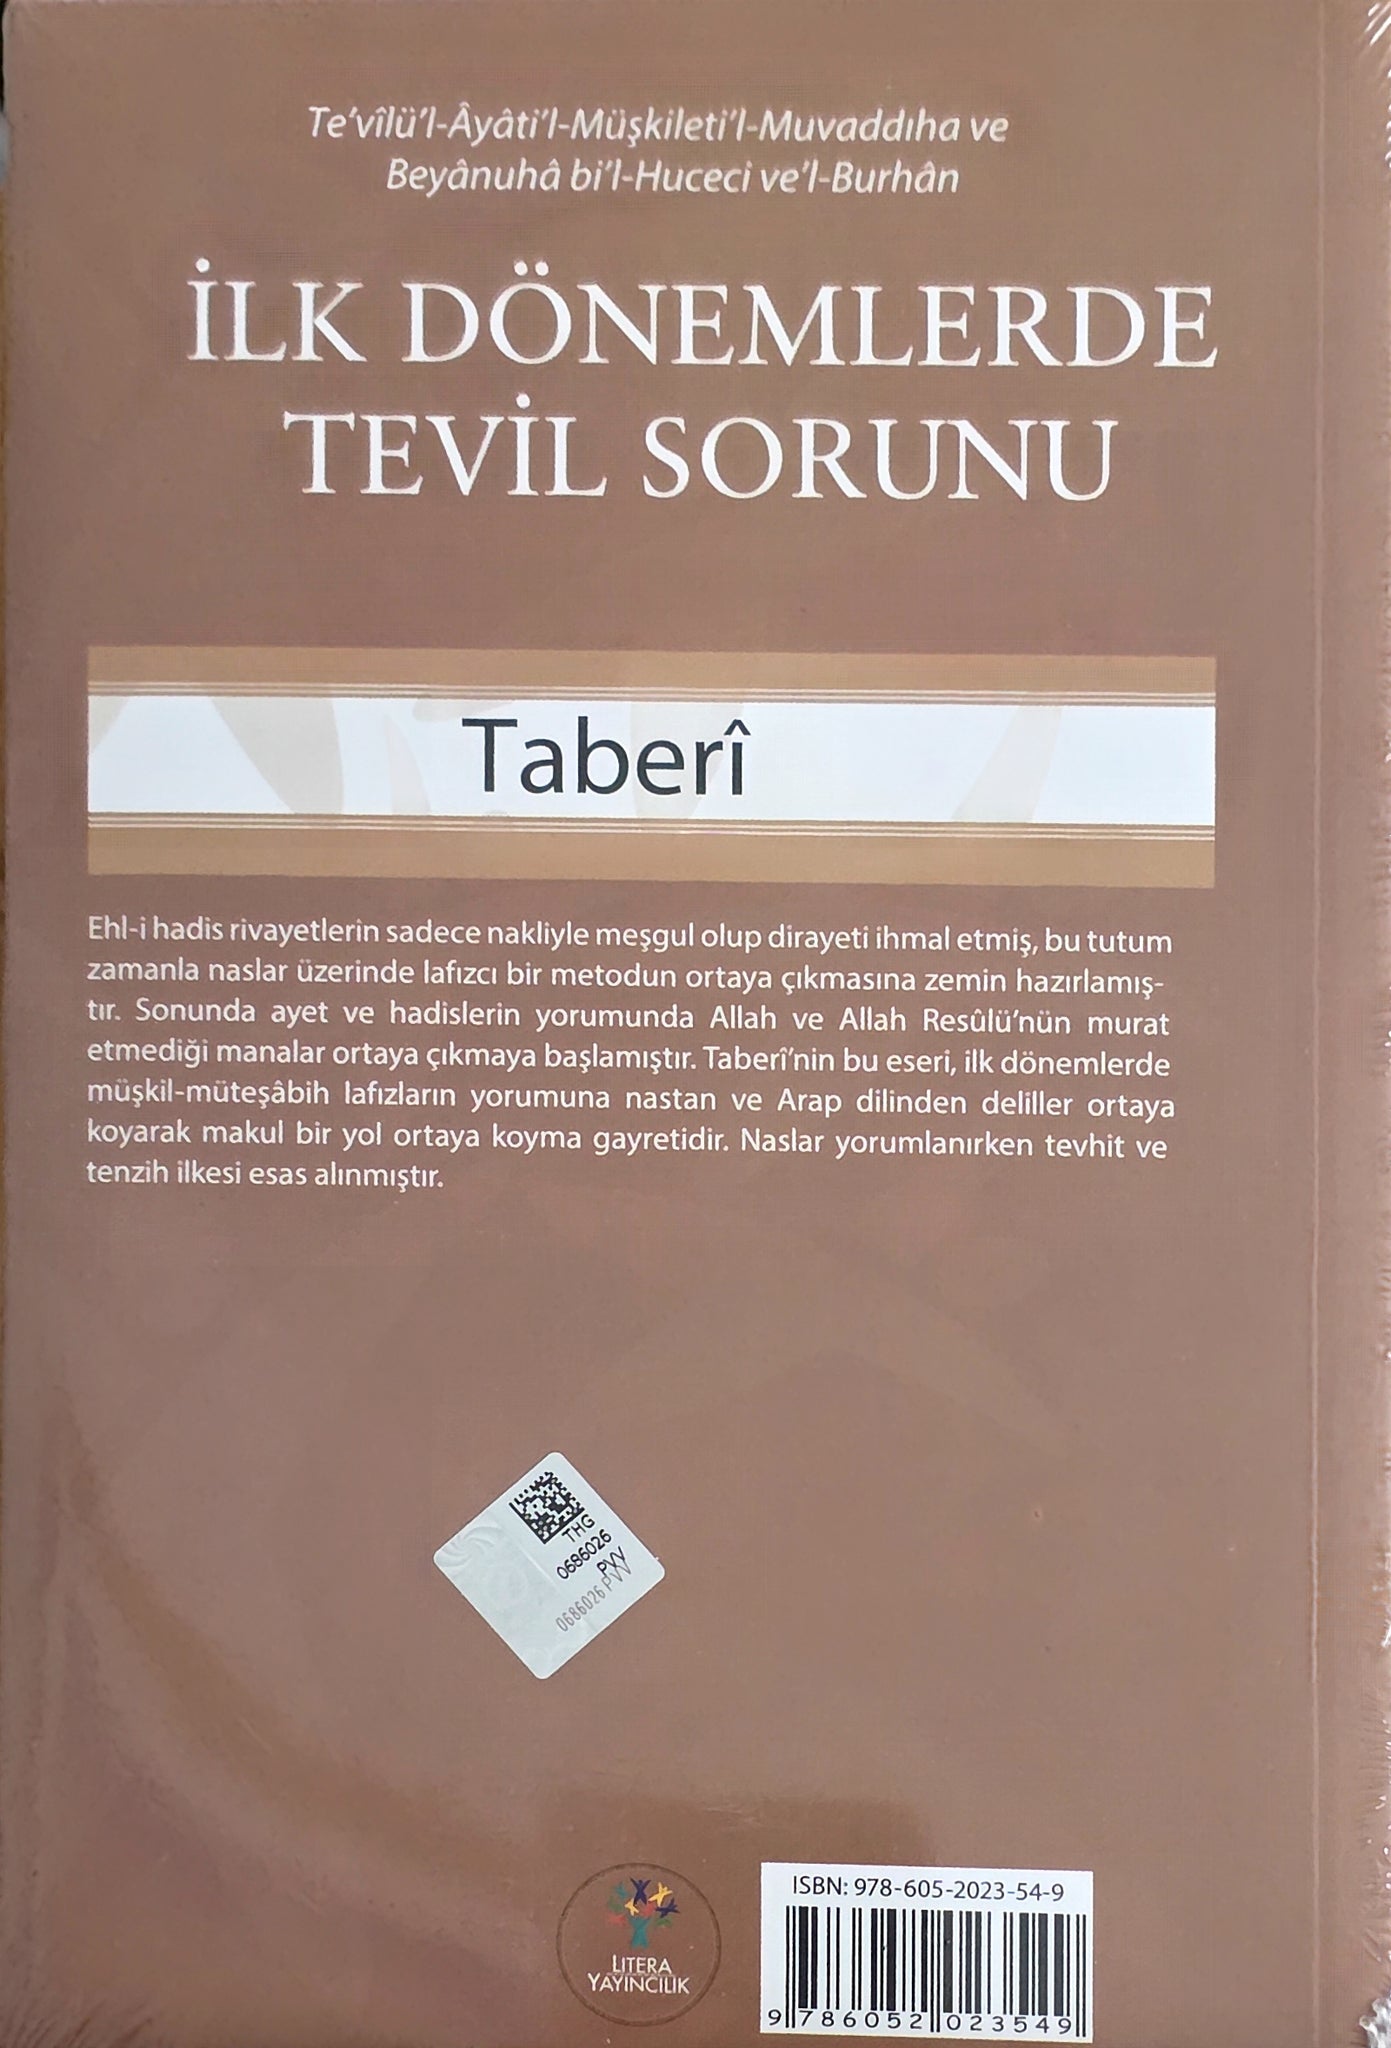 Te'vîlü'l-Âyâti'l-Müşkileti'l-Muvaddıha ve
Beyânuhâ bi'l-Huceci ve'l-Burhân
İLK DÖNEMLERDE
TEVİL SORUNU
Taberî
Ehl-i hadis rivayetlerin sadece nakliyle meşgul olup dirayeti ihmal etmiş, bu tutum
zamanla naslar üzerinde lafızcı bir metodun ortaya çıkmasına zemin hazırlamış-
tır. Sonunda ayet ve hadislerin yorumunda Allah ve Allah Resûlü'nün murat
etmediği manalar ortaya çıkmaya başlamıştır. Taberî'nin bu eseri, ilk dönemlerde
müşkil-müteşâbih lafızların yorumuna nastan ve Arap dilinden deliller ortaya
koyarak makul bir yol ortaya koyma gayretidir. Naslar yorumlanırken tevhit ve
tenzih ilkesi esas alınmıştır.
THG
0686026
PVV
0686026 PVV
LITERA
YAYINCILIK
ISBN: 978-605-2023-54-9
9 786052 023549